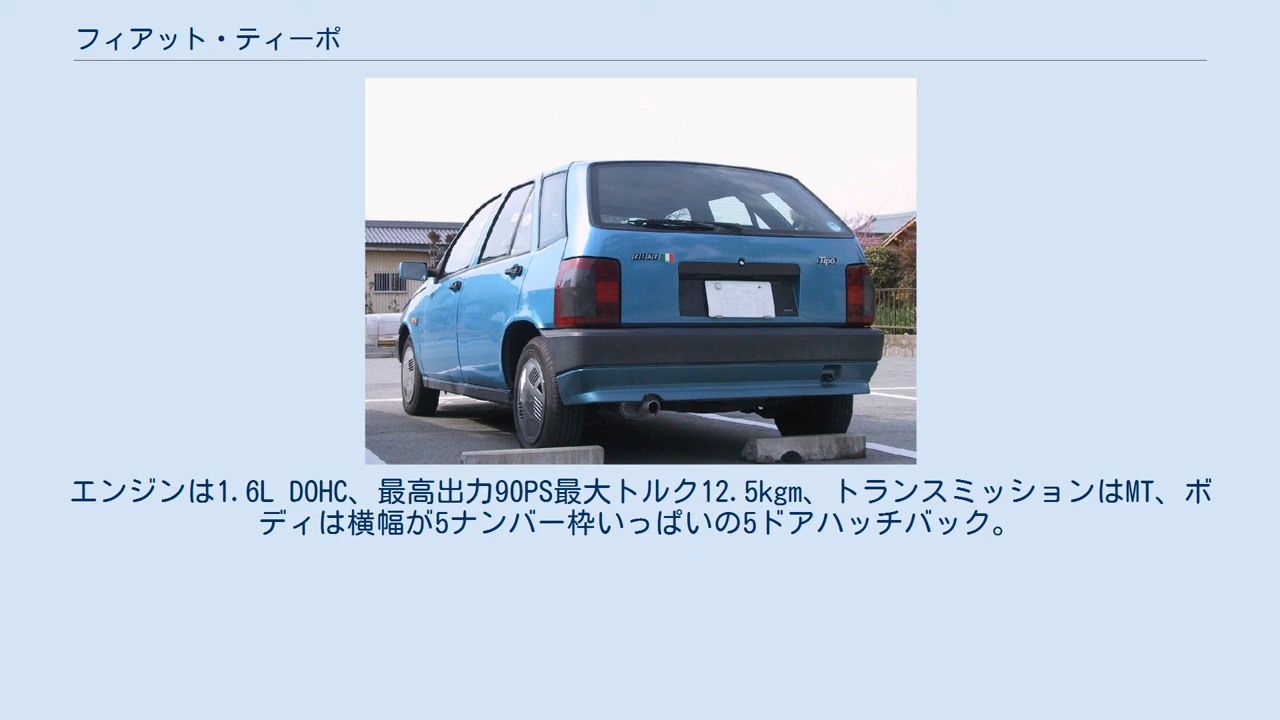 フィアット・ティーポ
FIAT
Tipo
エンジンは1.6L DOHC、最高出力90PS最大トルク12.5kgm、トランスミッションはMT、ボ
ディは横幅が5ナンバー枠いっぱいの5ドアハッチバック。